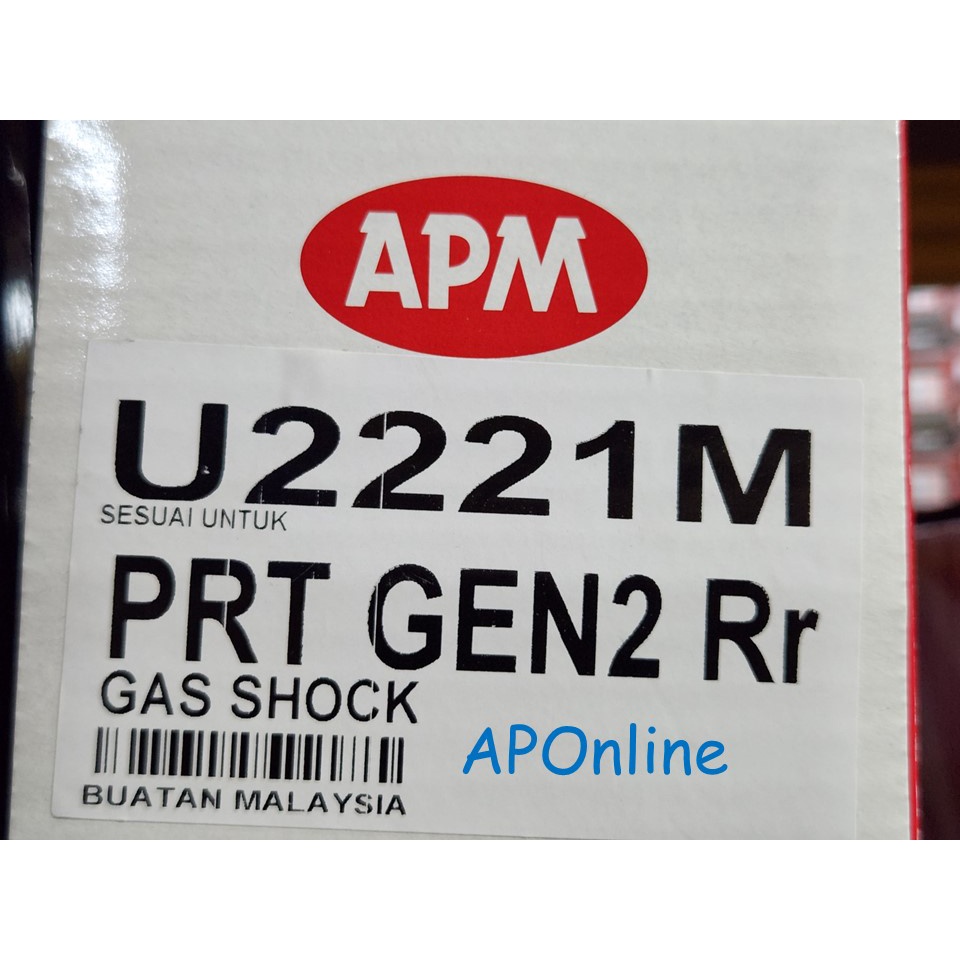 APM
U2221M
SESUAI UNTUK
PRT GEN2 Rr
GAS SHOCK
APOnline
BUATAN MALAYSIA